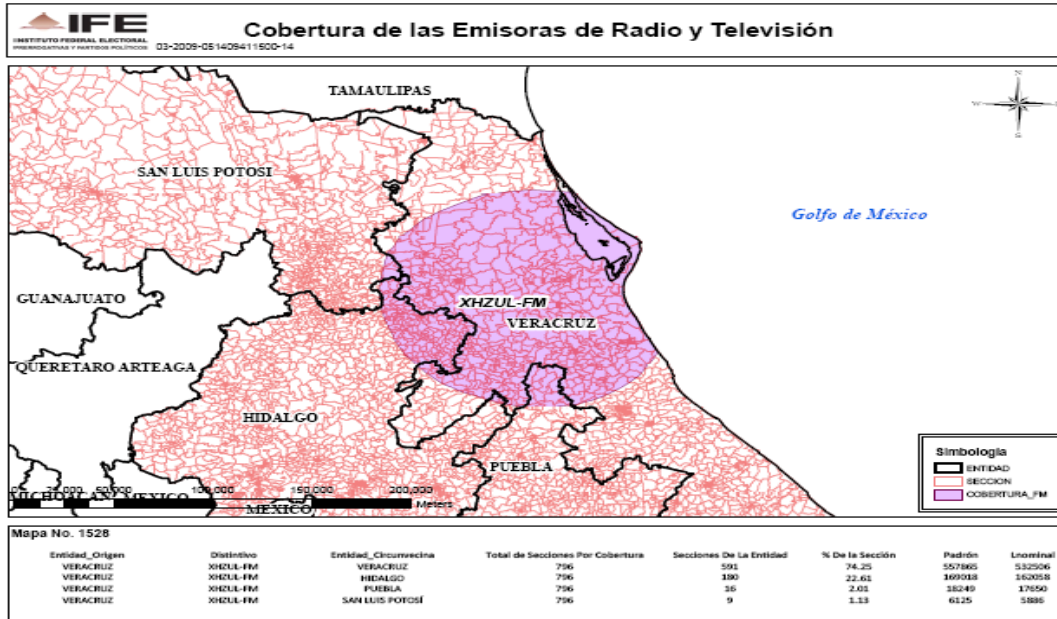 IFE
INSTITUTO FEDERAL ELECTORAL
PRERROGATIVAS Y PARTIDOS POLÍTICOS
03-2009-051409411500-14
Cobertura de las Emisoras de Radio y Televisión
TAMAULIPAS
N
W
S
SAN LUIS POTOSI
Golfo de México
GUANAJUATO
XHZUL-FM
VERACRUZ
QUERETARO ARTEAGA
HIDALGO
PUEBLA
MICHOACAN
MEXICO
100,000
150,000
200,000
Meters
MEXICO
Simbologia
ENTIDAD
SECCION
COBERTURA_FM
Mapa No. 1528
Entidad_Origen Distintivo Entidad_Circunvecina Total de Secciones Por Cobertura Secciones De La Entidad % De la Sección Padrón Lnominal
VERACRUZ XHZUL-FM VERACRUZ 796 591 74.25 557865 532506
VERACRUZ XHZUL-FM HIDALGO 796 180 22.61 169018 162058
VERACRUZ XHZUL-FM PUEBLA 796 16 2.01 18249 17650
VERACRUZ XHZUL-FM SAN LUIS POTOSÍ 796 9 1.13 6125 5886